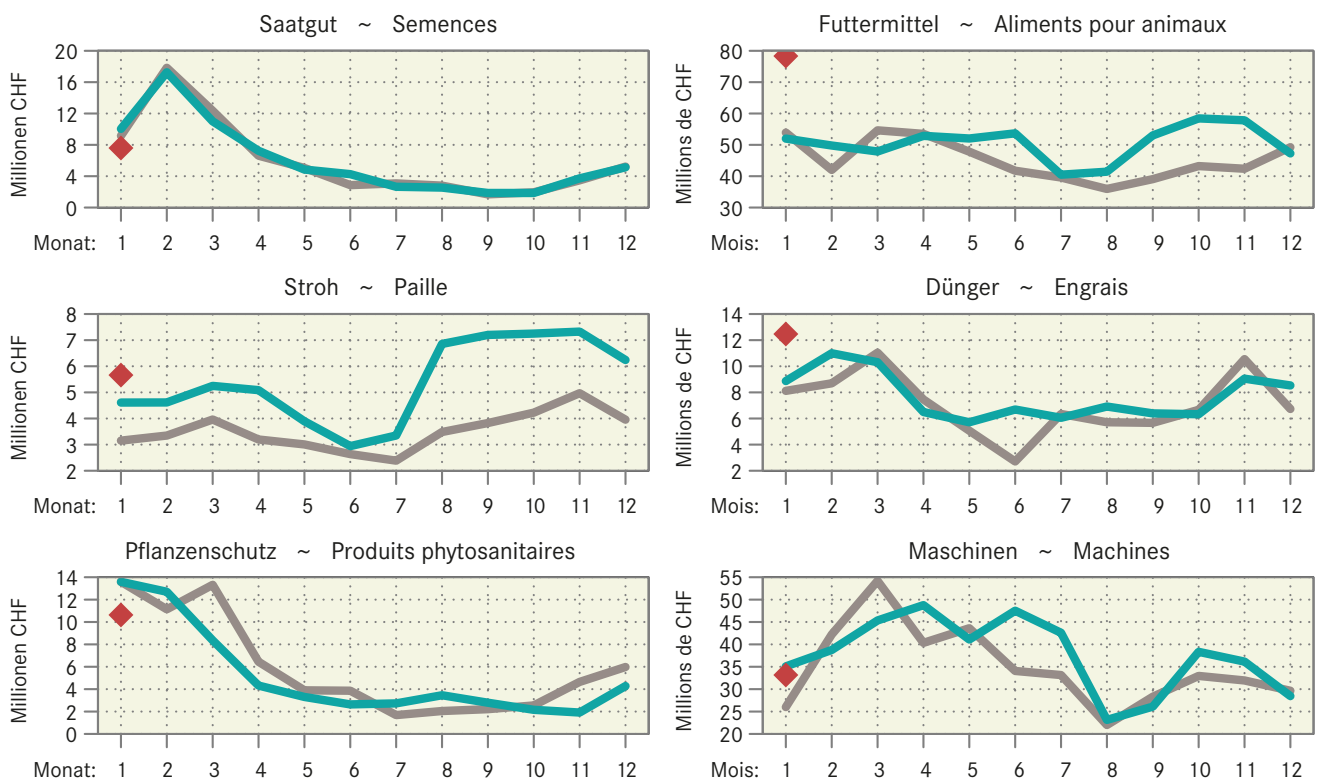 Saatgut ~ Semences
Millionen CHF
20
16
12
8
4
0
Monat: 1 2 3 4 5 6 7 8 9 10 11 12
Futtermittel ~ Aliments pour animaux
Millions de CHF
80
70
60
50
40
30
Mois: 1 2 3 4 5 6 7 8 9 10 11 12
Stroh ~ Paille
Millionen CHF
8
7
6
5
4
3
2
Monat: 1 2 3 4 5 6 7 8 9 10 11 12
Dünger ~ Engrais
Millions de CHF
14
12
10
8
6
4
2
Mois: 1 2 3 4 5 6 7 8 9 10 11 12
Pflanzenschutz ~ Produits phytosanitaires
Millionen CHF
14
12
10
8
6
4
2
0
Monat: 1 2 3 4 5 6 7 8 9 10 11 12
Maschinen ~ Machines
Millions de CHF
55
50
45
40
35
30
25
20
Mois: 1 2 3 4 5 6 7 8 9 10 11 12